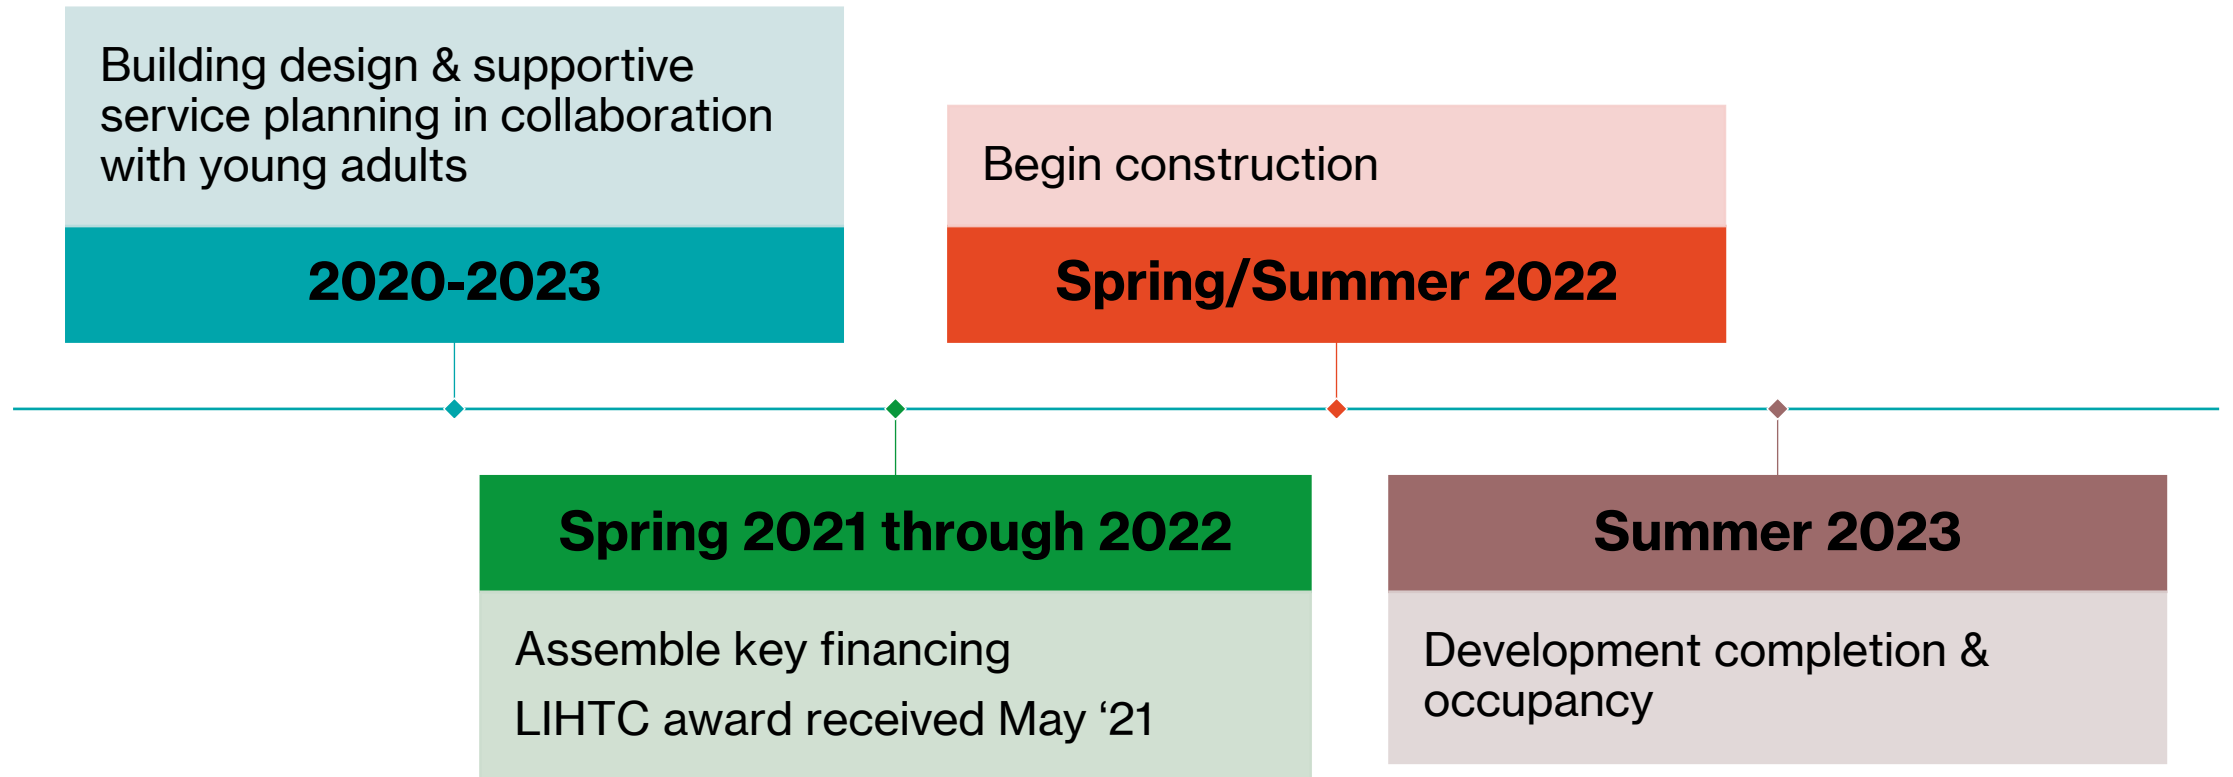 Building design & supportive
service planning in collaboration
with young adults
2020-2023
Spring 2021 through 2022
Assemble key financing
LIHTC award received May ‘21
Begin construction
Spring/Summer 2022
Summer 2023
Development completion &
occupancy